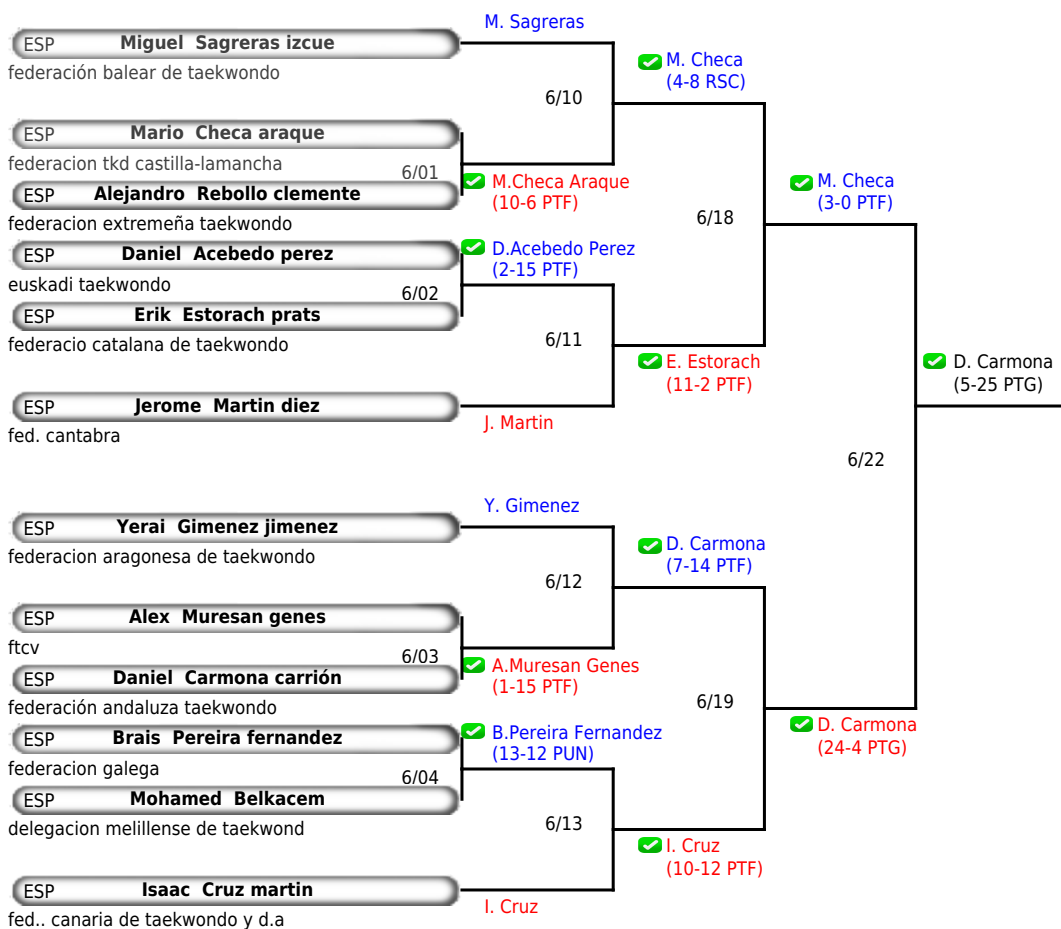 M. Sagreras
ESP Miguel Sagreras izcue
federación balear de taekwondo
M. Checa
(4-8 RSC)
6/10
ESP Mario Checa araque
federacion tkd castilla-lamancha
6/01
M.Checa Araque
(10-6 PTF)
ESP Alejandro Rebollo clemente
federacion extremeña taekwondo
M. Checa
(3-0 PTF)
6/18
ESP Daniel Acebedo perez
euskadi taekwondo
D.Acebedo Perez
(2-15 PTF)
6/02
ESP Erik Estorach prats
federacio catalana de taekwondo
6/11
E. Estorach
(11-2 PTF)
D. Carmona
(5-25 PTG)
ESP Jerome Martin diez
fed. cantabra
J. Martin
6/22
Y. Gimenez
ESP Yerai Gimenez jimenez
federacion aragonesa de taekwondo
D. Carmona
(7-14 PTF)
6/12
ESP Alex Muresan genes
ftcv
6/03
A.Muresan Genes
(1-15 PTF)
ESP Daniel Carmona carrión
federación andaluza taekwondo
6/19
D. Carmona
(24-4 PTG)
ESP Brais Pereira fernandez
federacion galega
B.Pereira Fernandez
(13-12 PUN)
6/04
ESP Mohamed Belkacem
delegacion melillense de taekwond
6/13
I. Cruz
(10-12 PTF)
ESP Isaac Cruz martin
fed.. canaria de taekwondo y d.a
I. Cruz